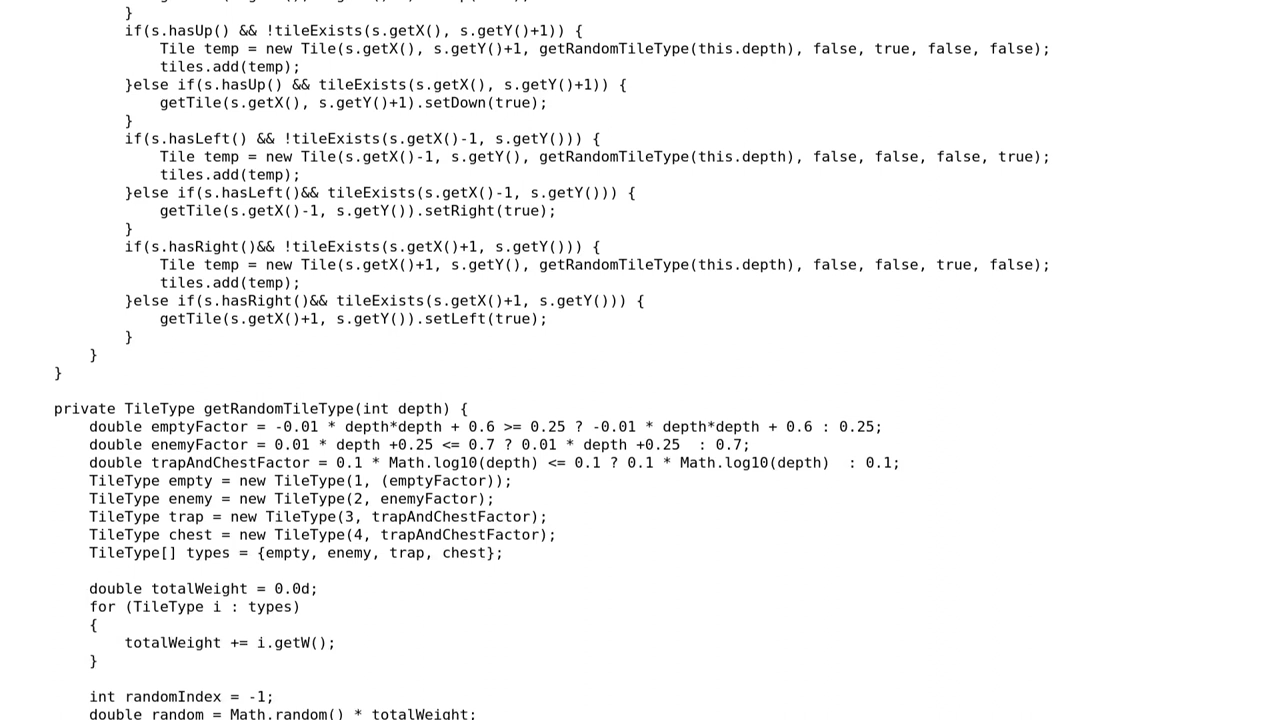 }
if(s.hasUp() && !tileExists(s.getX(), s.getY()+1)) {
Tile temp = new Tile(s.getX(), s.getY()+1, getRandomTileType(this.depth), false, true, false, false);
tiles.add(temp);
}else if(s.hasUp() && tileExists(s.getX(), s.getY()+1)) {
getTile(s.getX(), s.getY()+1).setDown(true);
}
if(s.hasLeft() && !tileExists(s.getX()-1, s.getY())) {
Tile temp = new Tile(s.getX()-1, s.getY(), getRandomTileType(this.depth), false, false, false, true);
tiles.add(temp);
}else if(s.hasLeft()&& tileExists(s.getX()-1, s.getY())) {
getTile(s.getX()-1, s.getY()).setRight(true);
}
if(s.hasRight()&& !tileExists(s.getX()+1, s.getY())) {
Tile temp = new Tile(s.getX()+1, s.getY(), getRandomTileType(this.depth), false, false, true, false);
tiles.add(temp);
}else if(s.hasRight()&& tileExists(s.getX()+1, s.getY())) {
getTile(s.getX()+1, s.getY()).setLeft(true);
}
}
}
private TileType getRandomTileType(int depth) {
double emptyFactor = -0.01 * depth*depth + 0.6 >= 0.25 ? -0.01 * depth*depth + 0.6 : 0.25;
double enemyFactor = 0.01 * depth +0.25 <= 0.7 ? 0.01 * depth +0.25  : 0.7;
double trapAndChestFactor = 0.1 * Math.log10(depth) <= 0.1 ? 0.1 * Math.log10(depth)  : 0.1;
TileType empty = new TileType(1, (emptyFactor));
TileType enemy = new TileType(2, enemyFactor);
TileType trap = new TileType(3, trapAndChestFactor);
TileType chest = new TileType(4, trapAndChestFactor);
TileType[] types = {empty, enemy, trap, chest};
double totalWeight = 0.0d;
for (TileType i : types)
{
totalWeight += i.getW();
}
int randomIndex = -1;
double random = Math.random() * totalWeight;